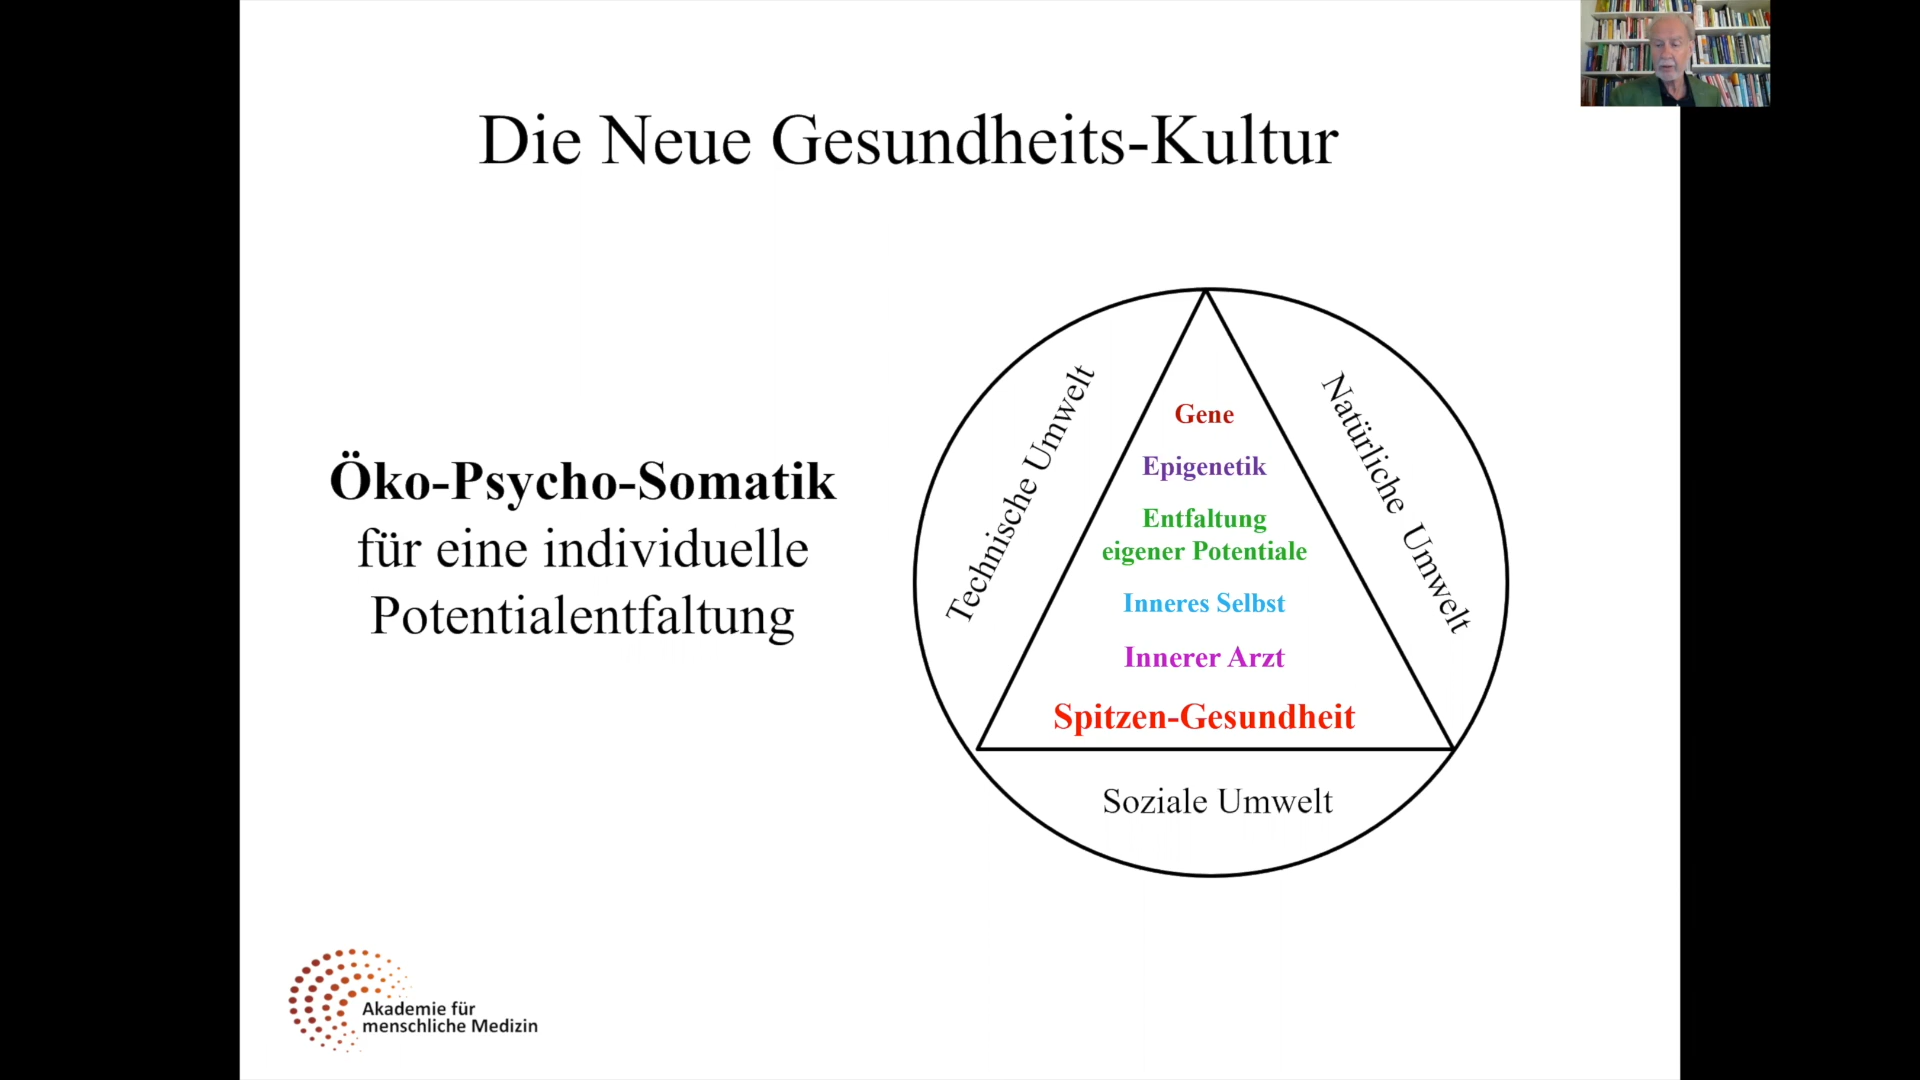 Die Neue Gesundheits-Kultur
Öko-Psycho-Somatik
für eine individuelle
Potentialentfaltung
Technische Umwelt
Natürliche Umwelt
Gene
Epigenetik
Entfaltung
eigener Potentiale
Inneres Selbst
Innerer Arzt
Spitzen-Gesundheit
Soziale Umwelt
Akademie für
menschliche Medizin